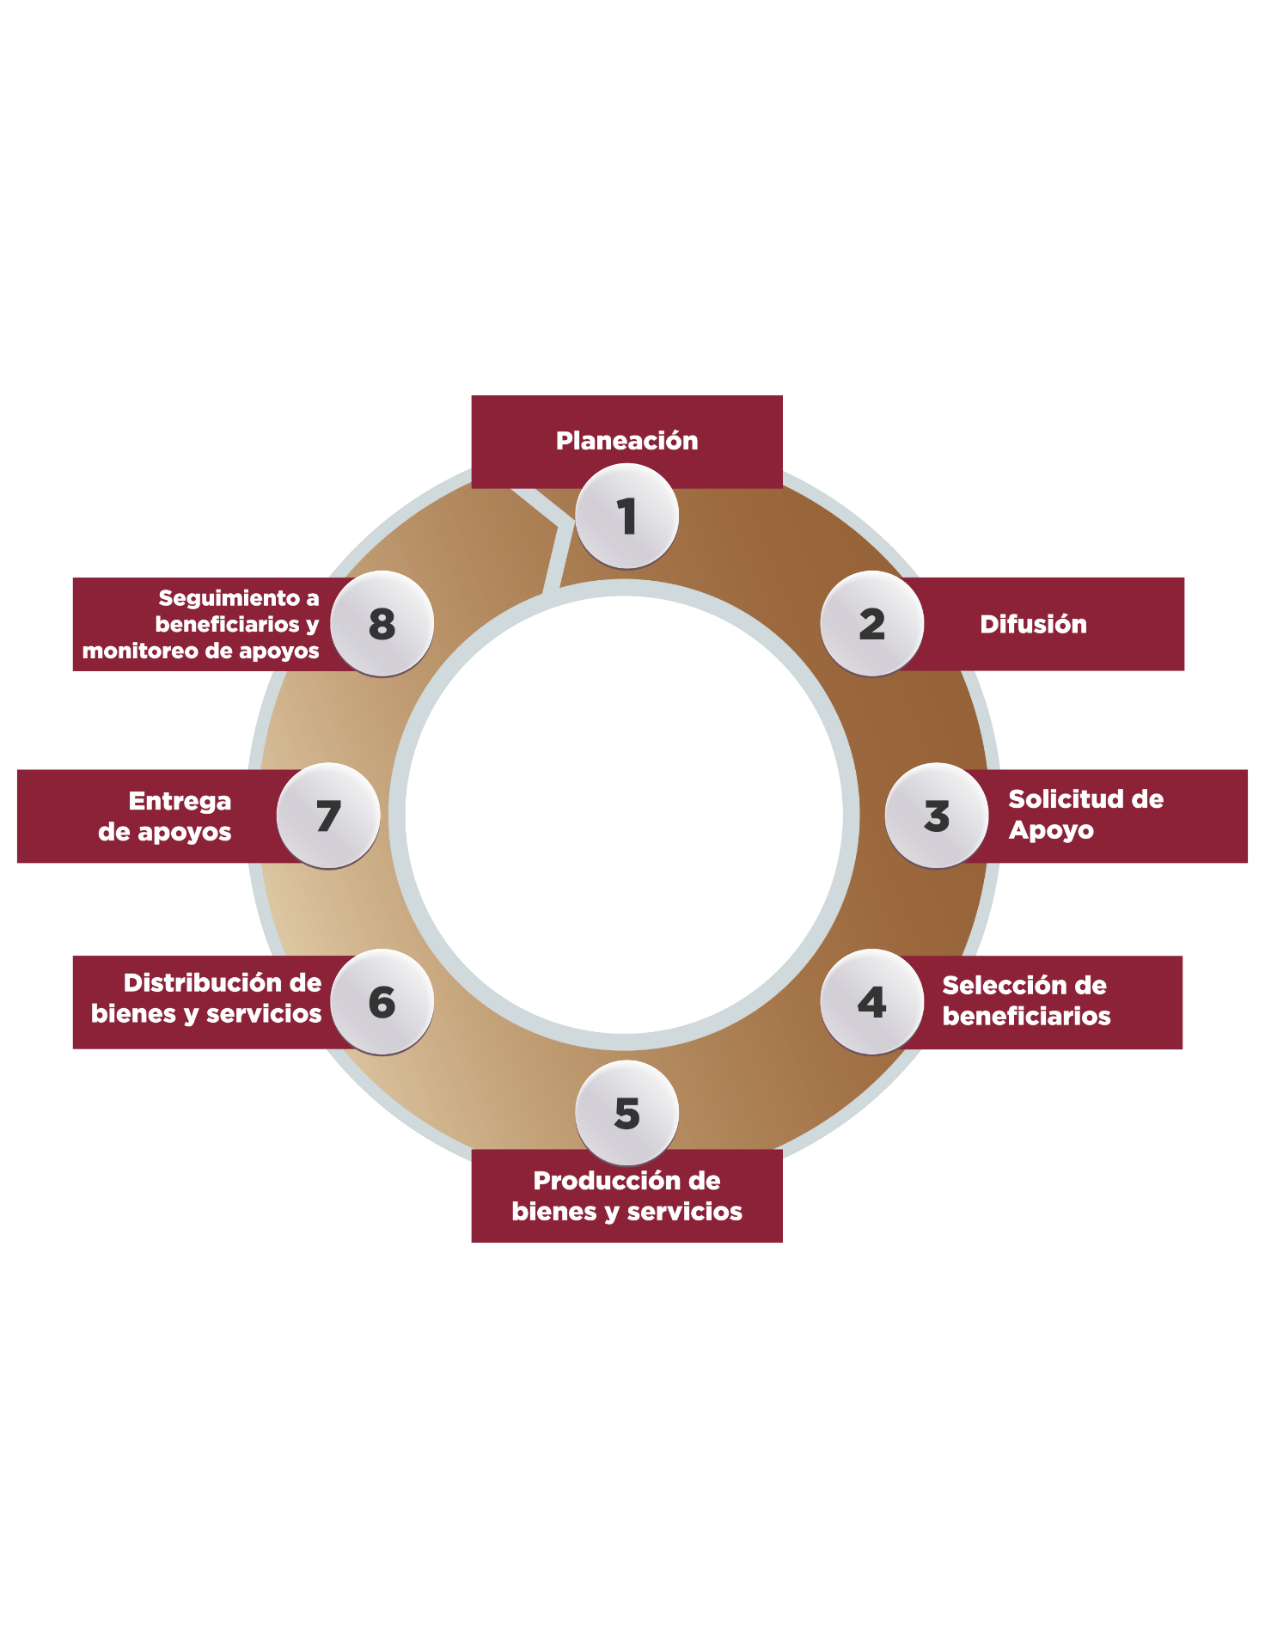 Planeación
1
2
Difusión
3
Solicitud de
Apoyo
4
Selección de
beneficiarios
5
Producción de
bienes y servicios
6
Distribución de
bienes y servicios
7
Entrega
de apoyos
8
Seguimiento a
beneficiarios y
monitoreo de apoyos